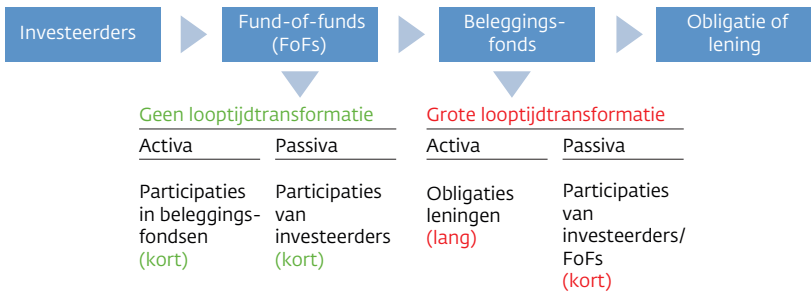 Investeerders
Fund-of-funds
(FoFs)
Beleggings-
fonds
Obligatie of
lening
Geen looptijdtransformatie
Activa
Passiva
Participaties
in beleggings-
fondsen
(kort)
Participaties
van
investeerders
(kort)
Grote looptijdtransformatie
Activa
Passiva
Obligaties
leningen
(lang)
Participaties
van
investeerders/
FoFs
(kort)